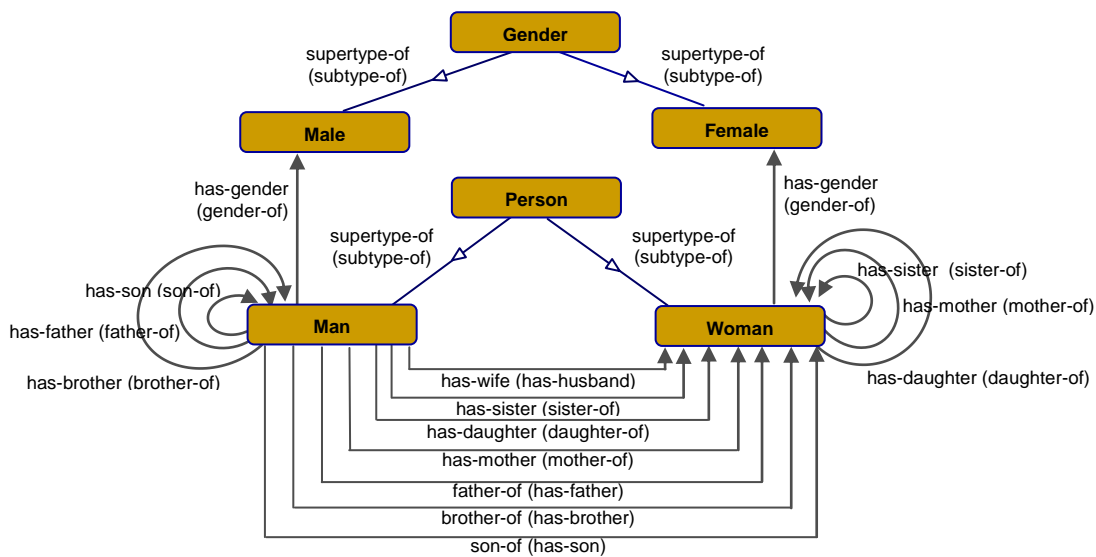 Gender
supertype-of
(subtype-of)
supertype-of
(subtype-of)
Male
Female
has-gender
(gender-of)
Person
has-gender
(gender-of)
supertype-of
(subtype-of)
supertype-of
(subtype-of)
has-son (son-of)
has-father (father-of)
has-brother (brother-of)
Man
Woman
has-sister (sister-of)
has-mother (mother-of)
has-daughter (daughter-of)
has-wife (has-husband)
has-sister (sister-of)
has-daughter (daughter-of)
has-mother (mother-of)
father-of (has-father)
brother-of (has-brother)
son-of (has-son)